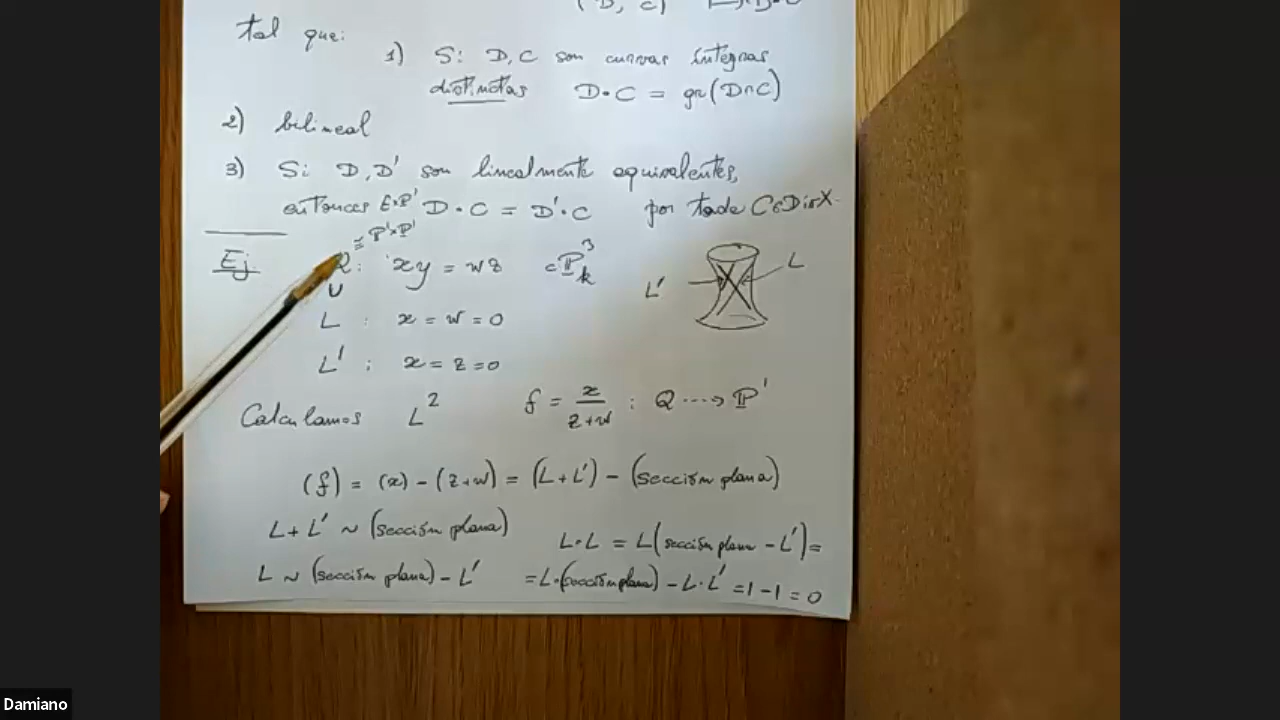 (D, C) ⟼ D·C
tal que:
1) Si D, C son curvas íntegras
distintas D·C = gr(D∩C)
2) bilineal
3) Si D, D' son linealmente equivalentes,
entonces D·C = D'·C por todo C∈DivX.
≅ P¹×P¹
Ej Q: xy = wz ⊂ P³ₖ
∪
L : x = w = 0
L' : x = z = 0
L' L
Calculamos L² f = x/(z+w) : Q ⇢ P¹
(f) = (x) - (z+w) = (L+L') - (sección plana)
L+L' ~ (sección plana)
L ~ (sección plana) - L'
L·L = L(sección plana - L') =
= L·(sección plana) - L·L' = 1 - 1 = 0
Damiano